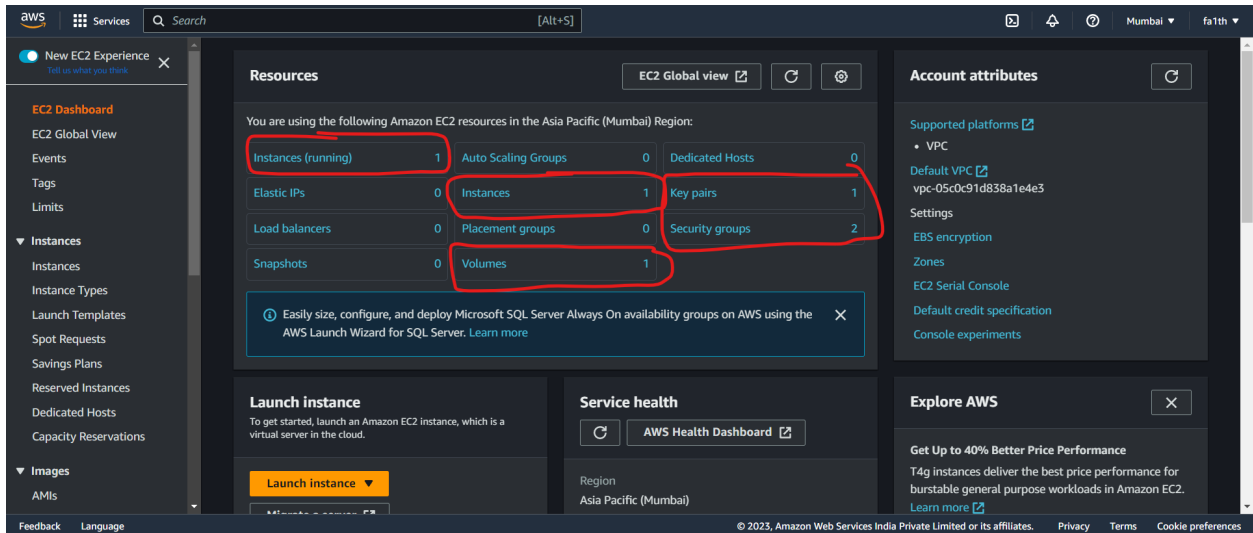 aws
Services
Search
[Alt+S]
Mumbai
fa1th
New EC2 Experience
Tell us what you think
EC2 Dashboard
EC2 Global View
Events
Tags
Limits
Instances
Instances
Instance Types
Launch Templates
Spot Requests
Savings Plans
Reserved Instances
Dedicated Hosts
Capacity Reservations
Images
AMIs
Resources
EC2 Global view
You are using the following Amazon EC2 resources in the Asia Pacific (Mumbai) Region:
Instances (running) 1 Auto Scaling Groups 0 Dedicated Hosts 0
Elastic IPs 0 Instances 1 Key pairs 1
Load balancers 0 Placement groups 0 Security groups 2
Snapshots 0 Volumes 1
Easily size, configure, and deploy Microsoft SQL Server Always On availability groups on AWS using the
AWS Launch Wizard for SQL Server. Learn more
Launch instance
To get started, launch an Amazon EC2 instance, which is a
virtual server in the cloud.
Launch instance
Migrate a server
Service health
AWS Health Dashboard
Region
Asia Pacific (Mumbai)
Account attributes
Supported platforms
• VPC
Default VPC
vpc-05c0c91d838a1e4e3
Settings
EBS encryption
Zones
EC2 Serial Console
Default credit specification
Console experiments
Explore AWS
Get Up to 40% Better Price Performance
T4g instances deliver the best price performance for
burstable general purpose workloads in Amazon EC2.
Learn more
Feedback Language
© 2023, Amazon Web Services India Private Limited or its affiliates. Privacy Terms Cookie preferences